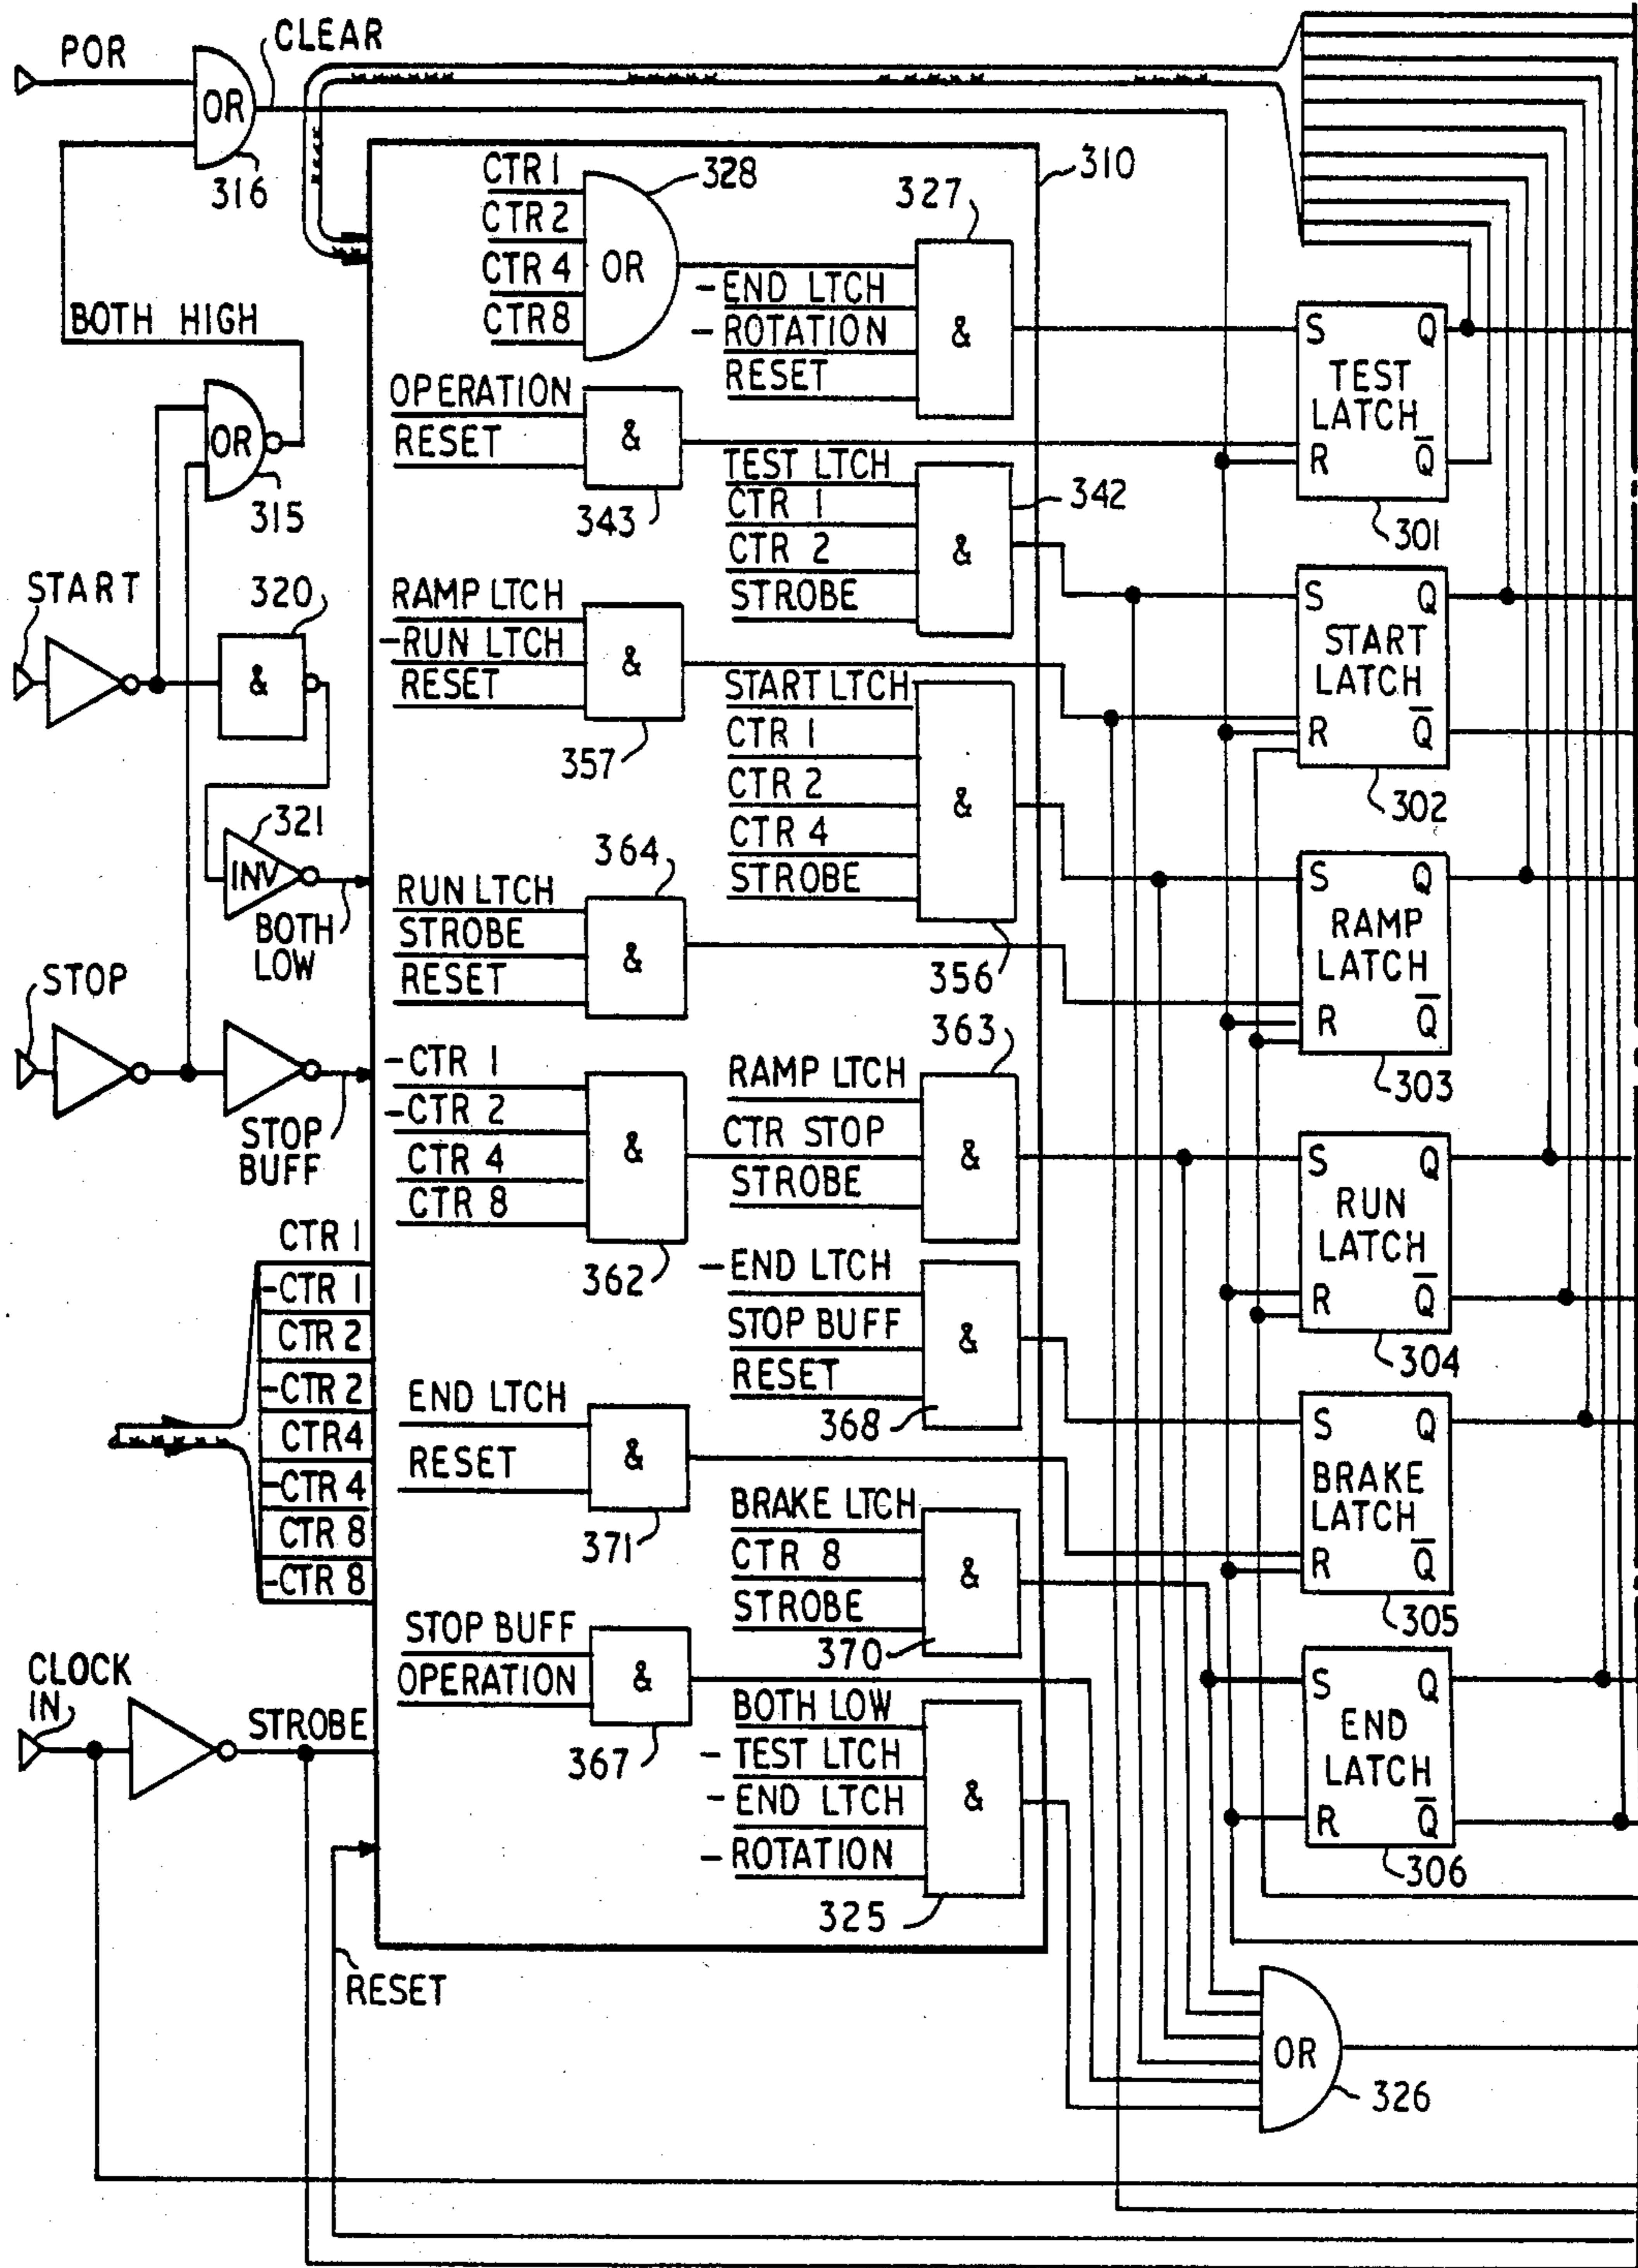 POR
OR
CLEAR
316
BOTH HIGH
OR
315
START
320
&
321
INV
BOTH
LOW
STOP
STOP
BUFF
CTR 1
-CTR 1
CTR 2
-CTR 2
CTR 4
-CTR 4
CTR 8
-CTR 8
CLOCK
IN
STROBE
RESET
310
CTR 1
CTR 2
CTR 4
CTR 8
OR
328
327
-END LTCH
-ROTATION
RESET
&
OPERATION
RESET
&
343
TEST LTCH
CTR 1
CTR 2
STROBE
&
342
RAMP LTCH
-RUN LTCH
RESET
&
357
START LTCH
CTR 1
CTR 2
CTR 4
STROBE
&
356
364
RUN LTCH
STROBE
RESET
&
363
-CTR 1
-CTR 2
CTR 4
CTR 8
&
362
RAMP LTCH
CTR STOP
STROBE
&
-END LTCH
STOP BUFF
RESET
&
368
END LTCH
RESET
&
371
BRAKE LTCH
CTR 8
STROBE
&
370
STOP BUFF
OPERATION
&
367
BOTH LOW
- TEST LTCH
- END LTCH
- ROTATION
&
325
S Q
TEST
LATCH
R Q̅
301
S Q
START
LATCH
R Q̅
302
S Q
RAMP
LATCH
R Q̅
303
S Q
RUN
LATCH
R Q̅
304
S Q
BRAKE
LATCH
R Q̅
305
S Q
END
LATCH
R Q̅
306
OR
326